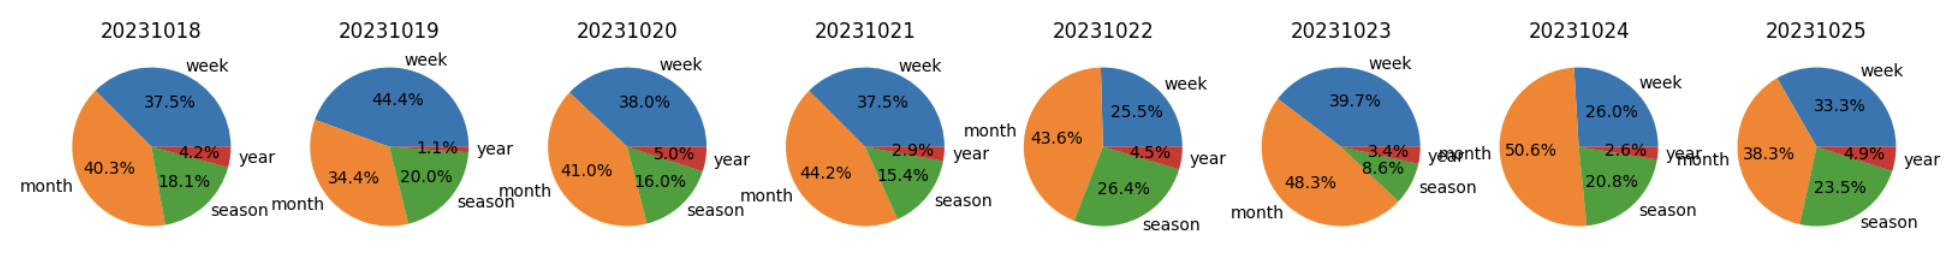 20231018
week
37.5%
month
40.3%
season
18.1%
year
4.2%
20231019
week
44.4%
month
34.4%
season
20.0%
year
1.1%
20231020
week
38.0%
month
41.0%
season
16.0%
year
5.0%
20231021
week
37.5%
month
44.2%
season
15.4%
year
2.9%
20231022
week
25.5%
month
43.6%
season
26.4%
year
4.5%
20231023
week
39.7%
month
48.3%
season
8.6%
year
3.4%
20231024
week
26.0%
month
50.6%
season
20.8%
year
2.6%
20231025
week
33.3%
month
38.3%
season
23.5%
year
4.9%